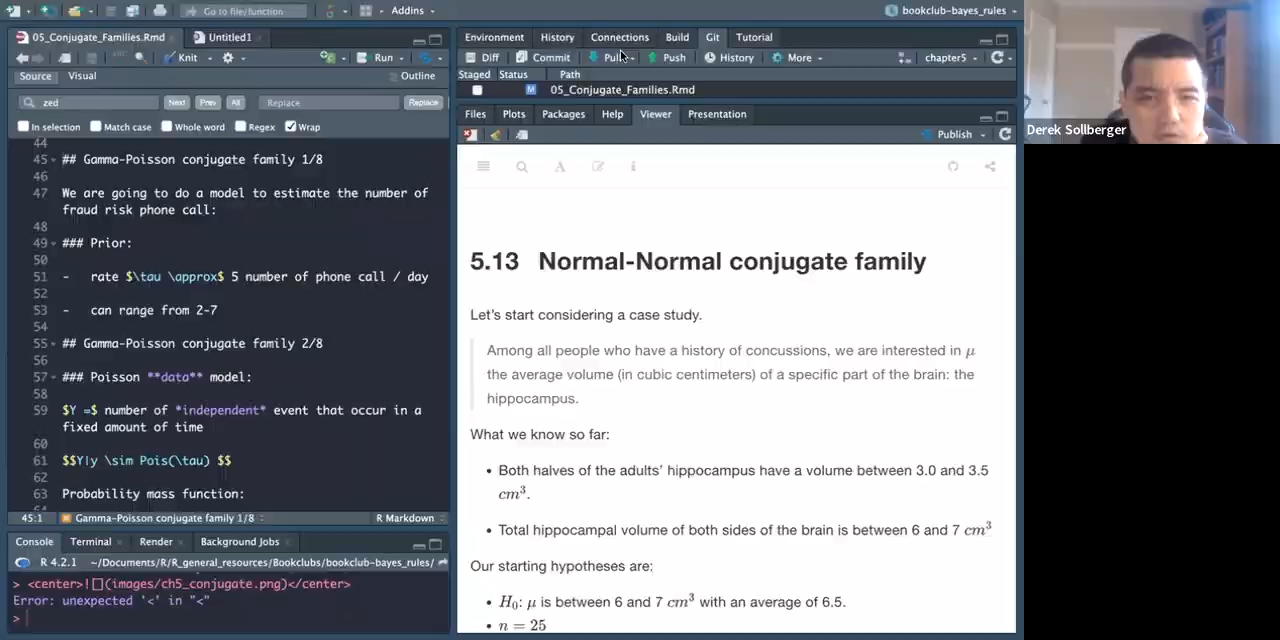 Go to file/function
Addins
bookclub-bayes_rules
05_Conjugate_Families.Rmd
Untitled1
Knit
Run
Source
Visual
Outline
zed
Next
Prev
All
Replace
Replace
In selection
Match case
Whole word
Regex
Wrap
44
45 ## Gamma-Poisson conjugate family 1/8
46
47 We are going to do a model to estimate the number of
fraud risk phone call:
48
49 ### Prior:
50
51 - rate $\tau \approx$ 5 number of phone call / day
52
53 - can range from 2-7
54
55 ## Gamma-Poisson conjugate family 2/8
56
57 ### Poisson **data** model:
58
59 $Y =$ number of *independent* event that occur in a
fixed amount of time
60
61 $$Y|y \sim Pois(\tau) $$
62
63 Probability mass function:
45:1
Gamma-Poisson conjugate family 1/8
R Markdown
Console
Terminal
Render
Background Jobs
R 4.2.1
~/Documents/R/R_general_resources/Bookclubs/bookclub-bayes_rules/
> <center>![](images/ch5_conjugate.png)</center>
Error: unexpected '<' in "<"
>
Environment
History
Connections
Build
Git
Tutorial
Diff
Commit
Pull
Push
History
More
chapter5
Staged
Status
Path
M
05_Conjugate_Families.Rmd
Files
Plots
Packages
Help
Viewer
Presentation
Publish
A
i
5.13 Normal-Normal conjugate family
Let's start considering a case study.
Among all people who have a history of concussions, we are interested in μ
the average volume (in cubic centimeters) of a specific part of the brain: the
hippocampus.
What we know so far:
• Both halves of the adults' hippocampus have a volume between 3.0 and 3.5
cm³.
• Total hippocampal volume of both sides of the brain is between 6 and 7 cm³
Our starting hypotheses are:
• H₀: μ is between 6 and 7 cm³ with an average of 6.5.
• n = 25
Derek Sollberger